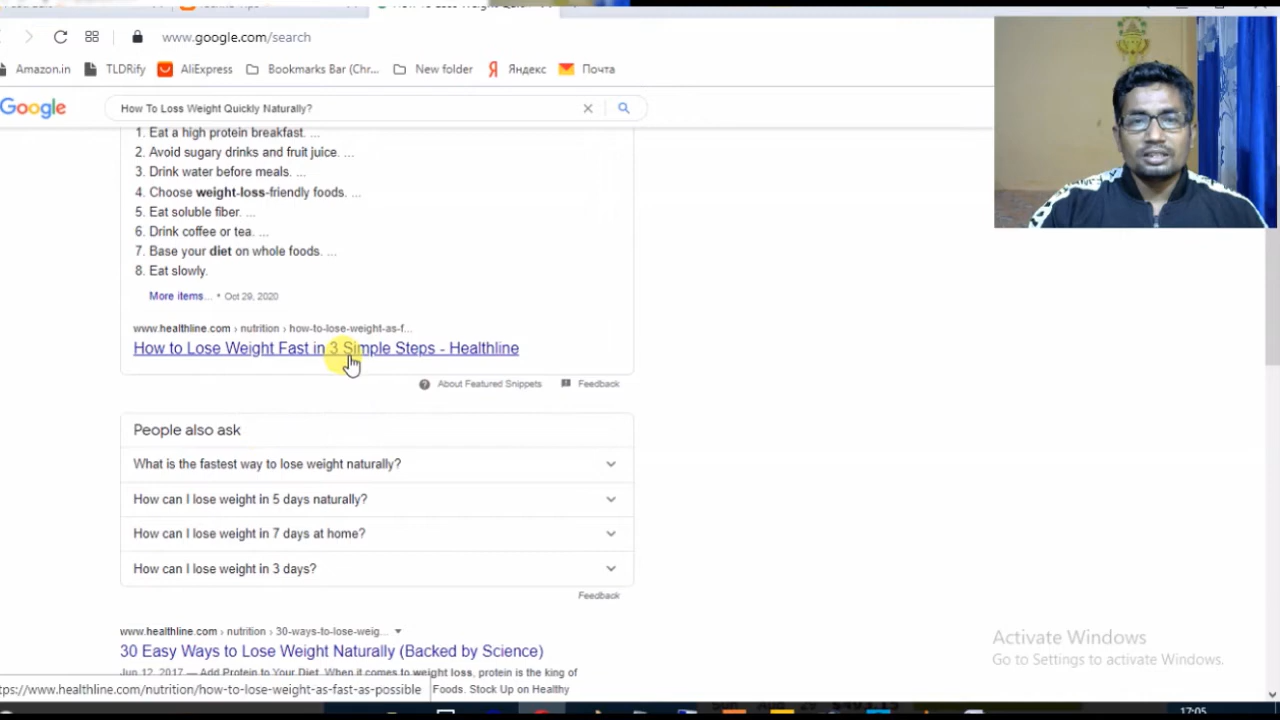 www.google.com/search
Amazon.in TLDRify AliExpress Bookmarks Bar (Chr... New folder Яндекс Почта
Google How To Loss Weight Quickly Naturally?
1. Eat a high protein breakfast. ...
2. Avoid sugary drinks and fruit juice. ...
3. Drink water before meals. ...
4. Choose weight-loss-friendly foods. ...
5. Eat soluble fiber. ...
6. Drink coffee or tea. ...
7. Base your diet on whole foods. ...
8. Eat slowly.
More items... • Oct 29, 2020
www.healthline.com › nutrition › how-to-lose-weight-as-f...
How to Lose Weight Fast in 3 Simple Steps - Healthline
About Featured Snippets Feedback
People also ask
What is the fastest way to lose weight naturally?
How can I lose weight in 5 days naturally?
How can I lose weight in 7 days at home?
How can I lose weight in 3 days?
Feedback
www.healthline.com › nutrition › 30-ways-to-lose-weig...
30 Easy Ways to Lose Weight Naturally (Backed by Science)
Jun 12, 2017 — Add Protein to Your Diet. When it comes to weight loss, protein is the king of
Foods. Stock Up on Healthy
tps://www.healthline.com/nutrition/how-to-lose-weight-as-fast-as-possible
Activate Windows
Go to Settings to activate Windows.
17:05